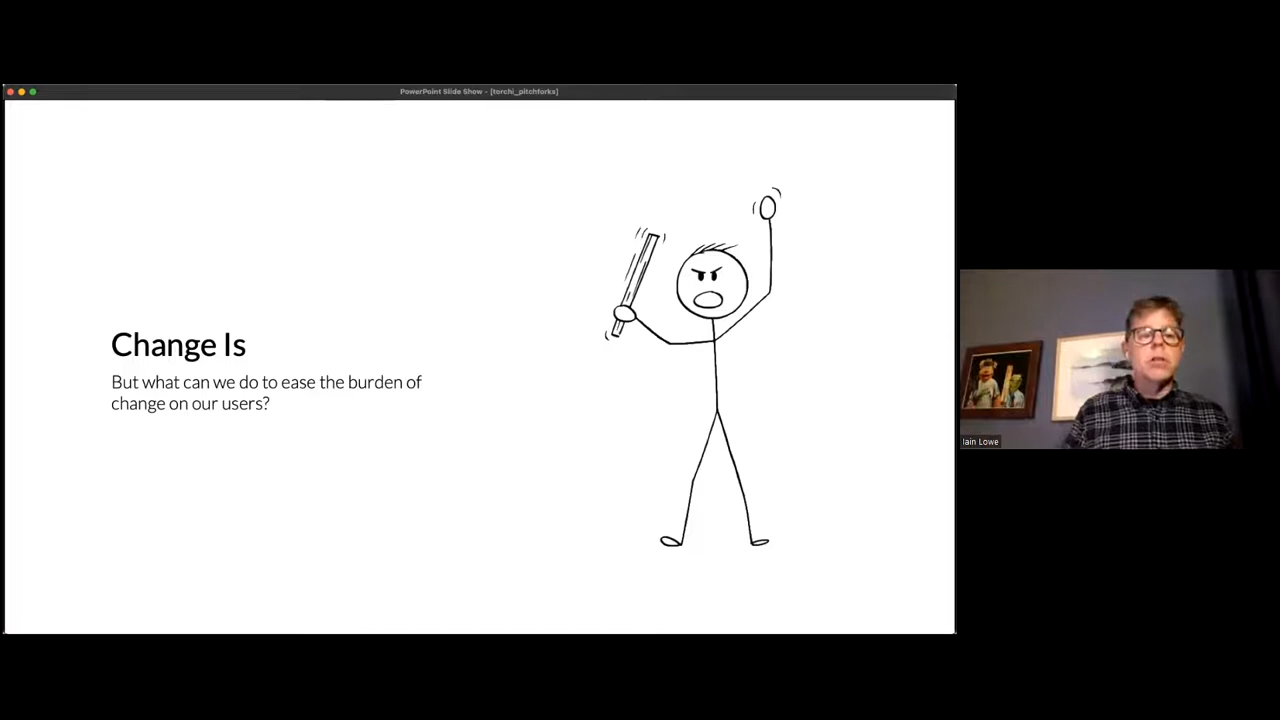 PowerPoint Slide Show - [torchi_pitchforks]
Change Is
But what can we do to ease the burden of
change on our users?
Iain Lowe